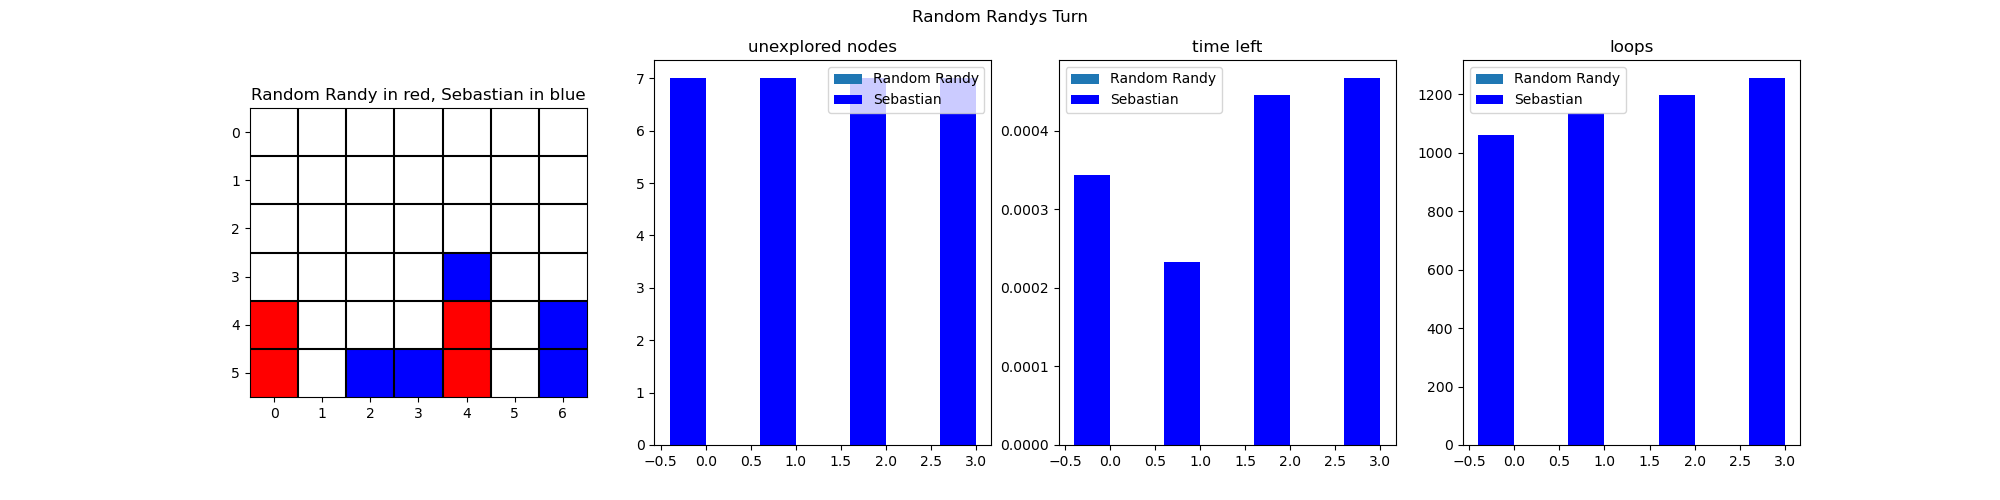 Random Randys Turn
Random Randy in red, Sebastian in blue
0
1
2
3
4
5
0 1 2 3 4 5 6
unexplored nodes
Random Randy
Sebastian
7
6
5
4
3
2
1
0
−0.5 0.0 0.5 1.0 1.5 2.0 2.5 3.0
time left
Random Randy
Sebastian
0.0004
0.0003
0.0002
0.0001
0.0000
−0.5 0.0 0.5 1.0 1.5 2.0 2.5 3.0
loops
Random Randy
Sebastian
1200
1000
800
600
400
200
0
−0.5 0.0 0.5 1.0 1.5 2.0 2.5 3.0